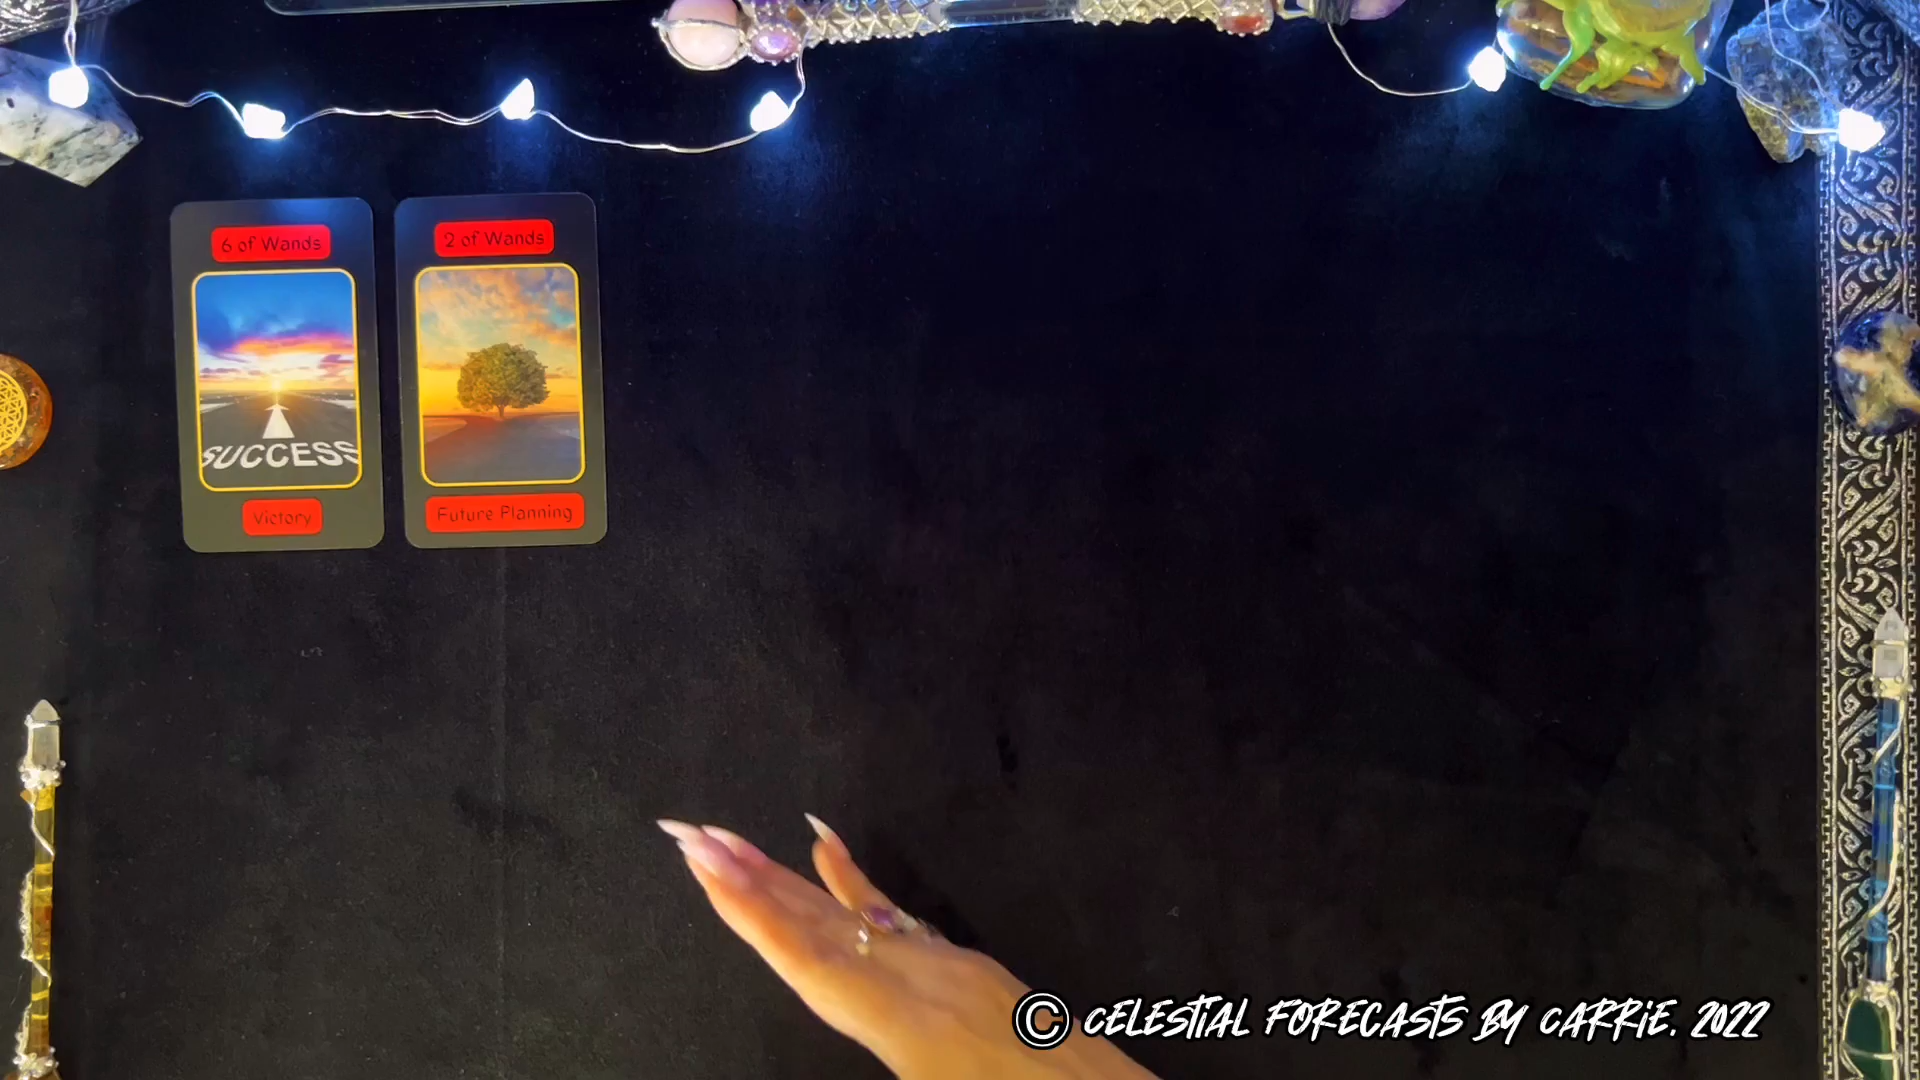 6 of Wands
SUCCESS
Victory
2 of Wands
Future Planning
© CELESTIAL FORECASTS BY CARRIE. 2022